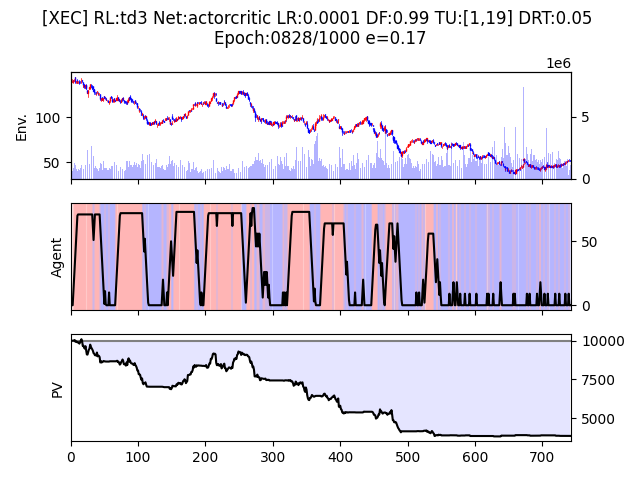 [XEC] RL:td3 Net:actorcritic LR:0.0001 DF:0.99 TU:[1,19] DRT:0.05
Epoch:0828/1000 e=0.17
1e6
Env.
100
50
5
0
Agent
50
0
PV
10000
7500
5000
0 100 200 300 400 500 600 700